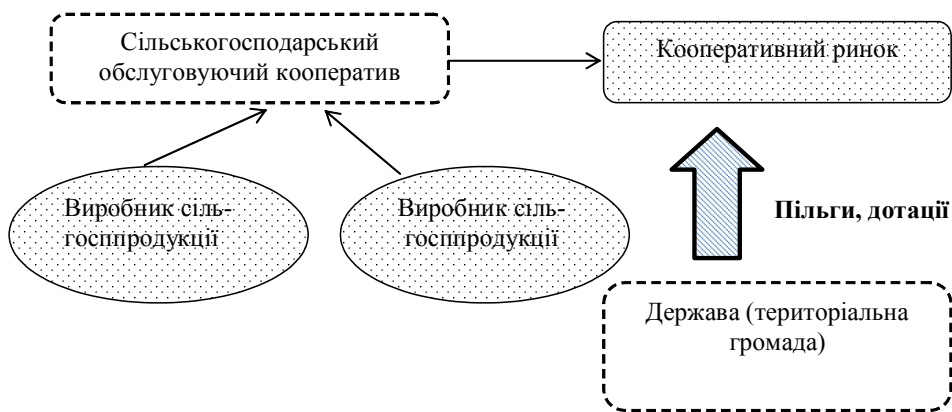 Сільськогосподарський
обслуговуючий кооператив
Кооперативний ринок
Виробник сіль-
госппродукції
Виробник сіль-
госппродукції
Пільги, дотації
Держава (територіальна
громада)